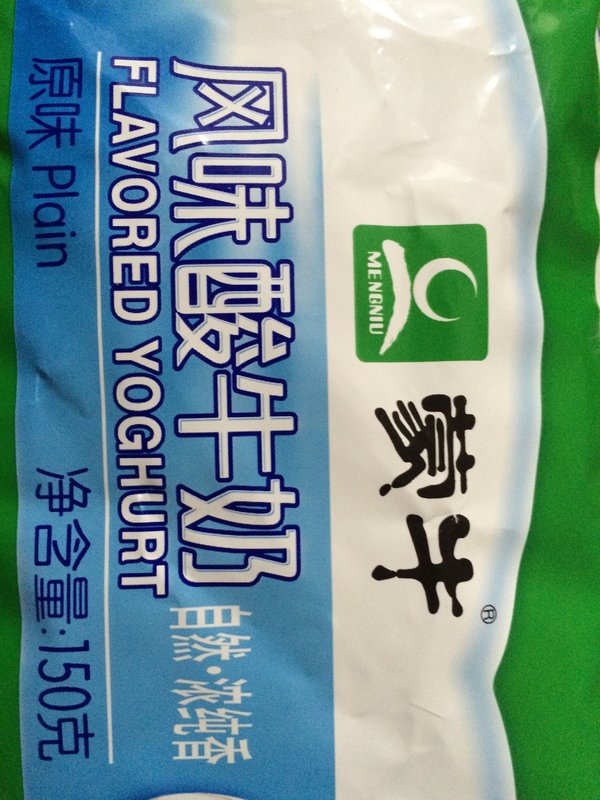 MENGNIU
蒙牛®
风味酸牛奶
自然·浓纯香
FLAVORED YOGHURT
原味 Plain
净含量:150克